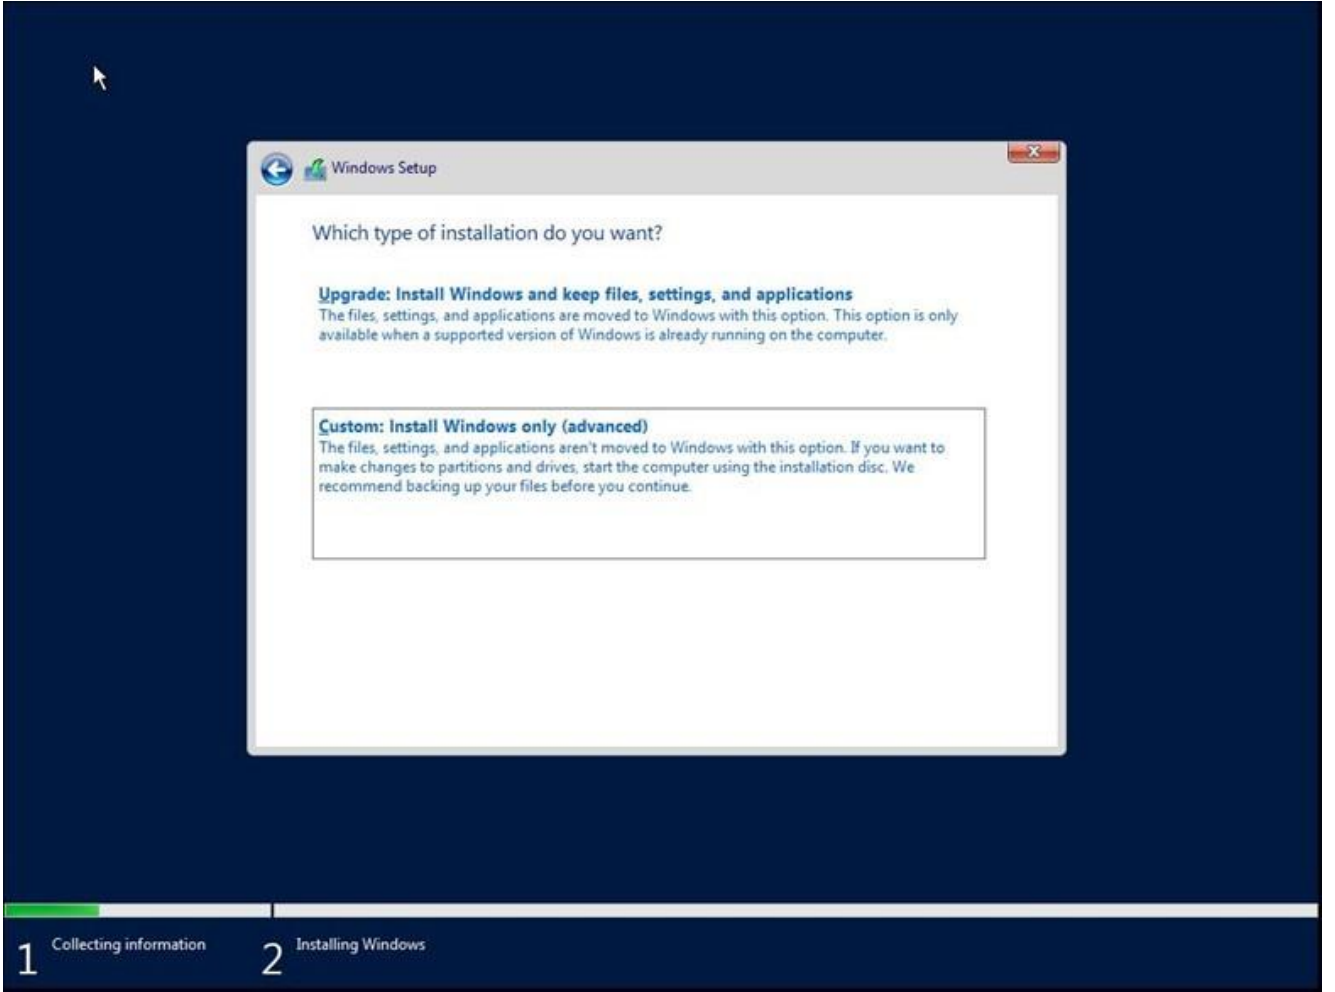 Windows Setup
Which type of installation do you want?
Upgrade: Install Windows and keep files, settings, and applications
The files, settings, and applications are moved to Windows with this option. This option is only
available when a supported version of Windows is already running on the computer.
Custom: Install Windows only (advanced)
The files, settings, and applications aren't moved to Windows with this option. If you want to
make changes to partitions and drives, start the computer using the installation disc. We
recommend backing up your files before you continue.
1 Collecting information
2 Installing Windows